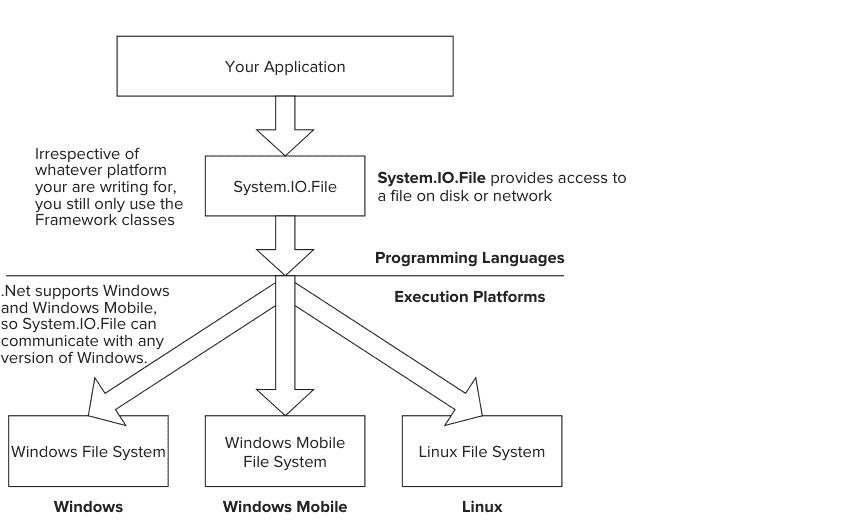 Your Application
Irrespective of
whatever platform
your are writing for,
you still only use the
Framework classes
System.IO.File
System.IO.File provides access to
a file on disk or network
Programming Languages
Execution Platforms
.Net supports Windows
and Windows Mobile,
so System.IO.File can
communicate with any
version of Windows.
Windows File System
Windows Mobile
File System
Linux File System
Windows
Windows Mobile
Linux